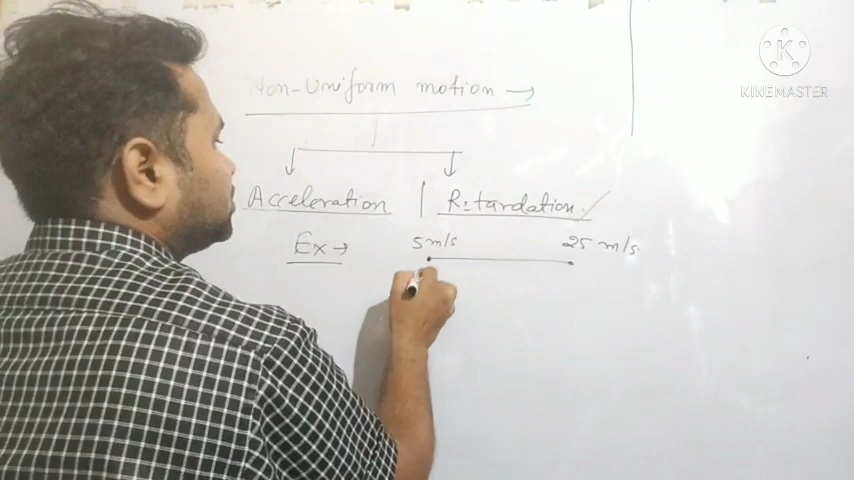 Non-Uniform motion →
Acceleration | Retardation
Ex → 5m/s 25 m/s.
KINEMASTER